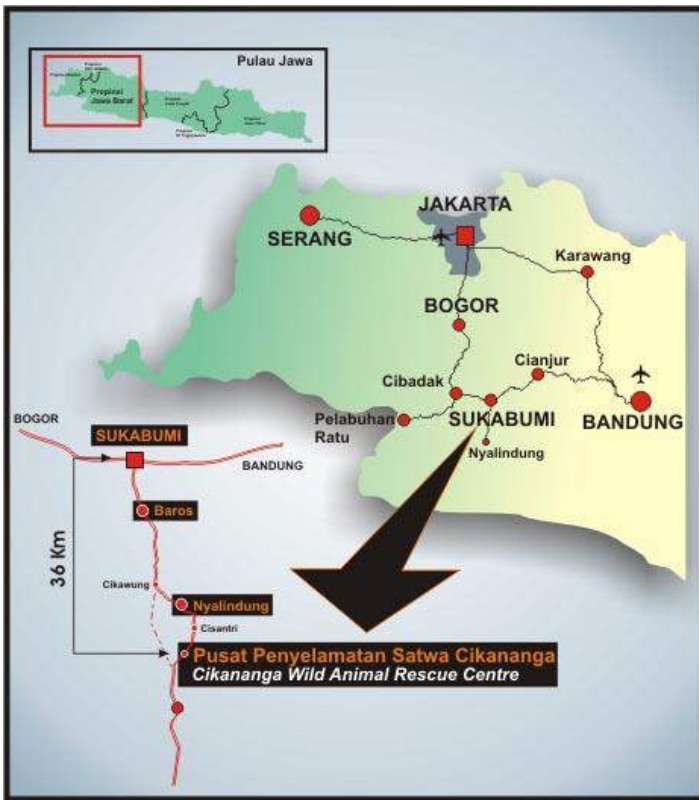 Pulau Jawa
Propinsi
Jawa Barat
JAKARTA
SERANG
Karawang
BOGOR
Cianjur
Cibadak
Pelabuhan
Ratu
SUKABUMI
BANDUNG
Nyalindung
BOGOR
SUKABUMI
BANDUNG
Baros
36 Km
Cikawung
Nyalindung
Cisantri
Pusat Penyelamatan Satwa Cikananga
Cikananga Wild Animal Rescue Centre